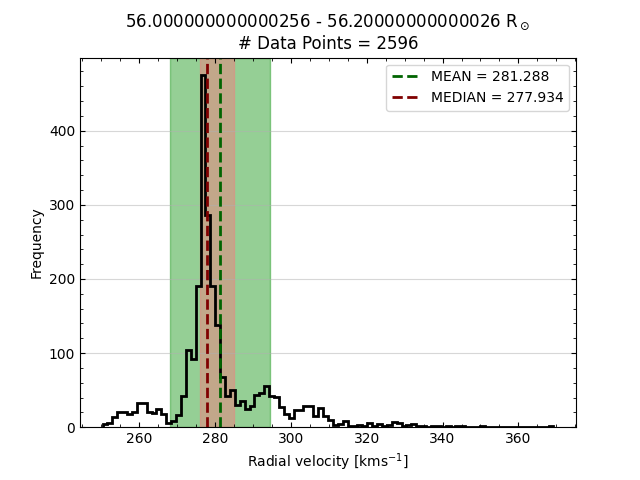 56.000000000000256 - 56.20000000000026 R⊙
# Data Points = 2596
MEAN = 281.288
MEDIAN = 277.934
Frequency
400
300
200
100
0
260 280 300 320 340 360
Radial velocity [kms⁻¹]